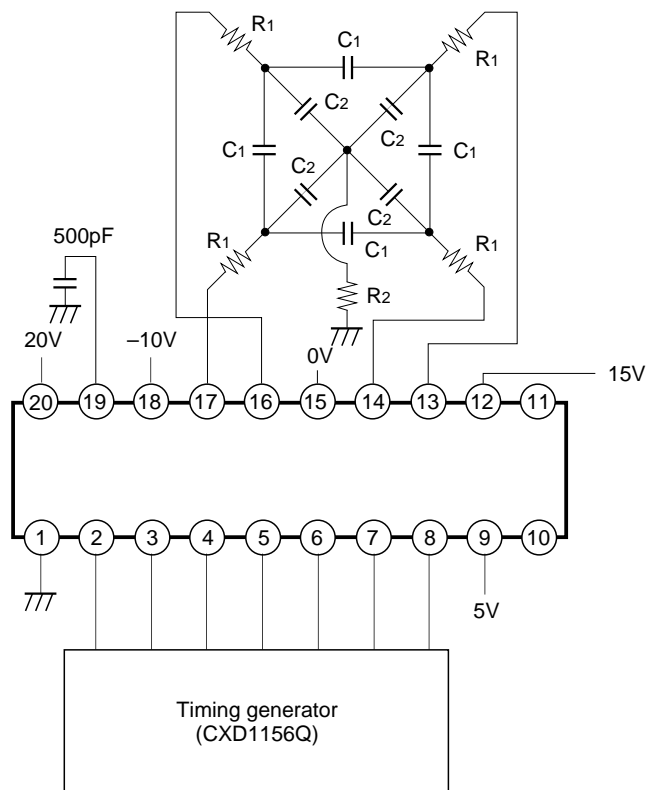 R1
C1
R1
C2
C2
C1
C1
C2
C2
R1
C1
R1
500pF
R2
20V
–10V
0V
15V
20 19 18 17 16 15 14 13 12 11
1 2 3 4 5 6 7 8 9 10
5V
Timing generator
(CXD1156Q)